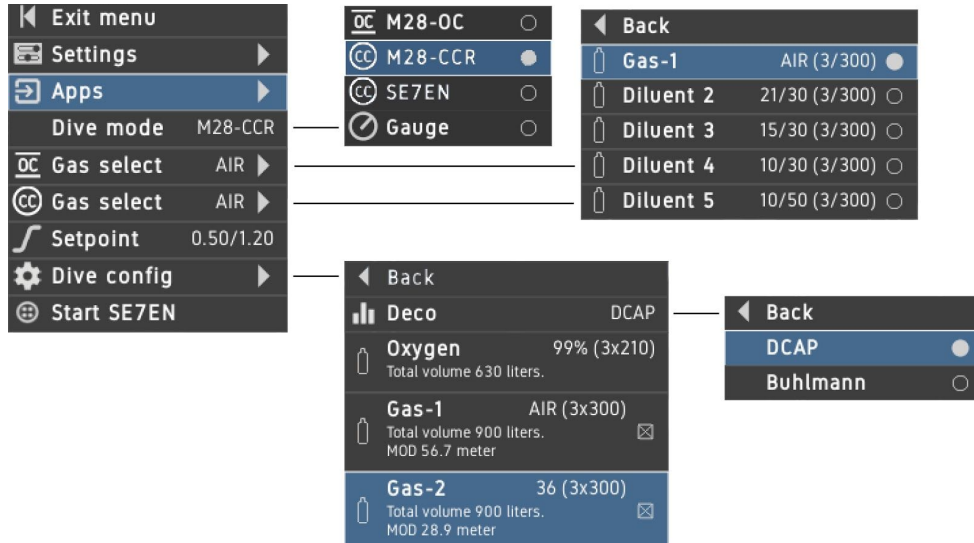 Exit menu
Settings
Apps
Dive mode M28-CCR
OC Gas select AIR
CC Gas select AIR
Setpoint 0.50/1.20
Dive config
Start SE7EN
OC M28-OC
CC M28-CCR
CC SE7EN
Gauge
Back
Gas-1 AIR (3/300)
Diluent 2 21/30 (3/300)
Diluent 3 15/30 (3/300)
Diluent 4 10/30 (3/300)
Diluent 5 10/50 (3/300)
Back
Deco DCAP
Oxygen 99% (3x210)
Total volume 630 liters.
Gas-1 AIR (3x300)
Total volume 900 liters.
MOD 56.7 meter
Gas-2 36 (3x300)
Total volume 900 liters.
MOD 28.9 meter
Back
DCAP
Buhlmann